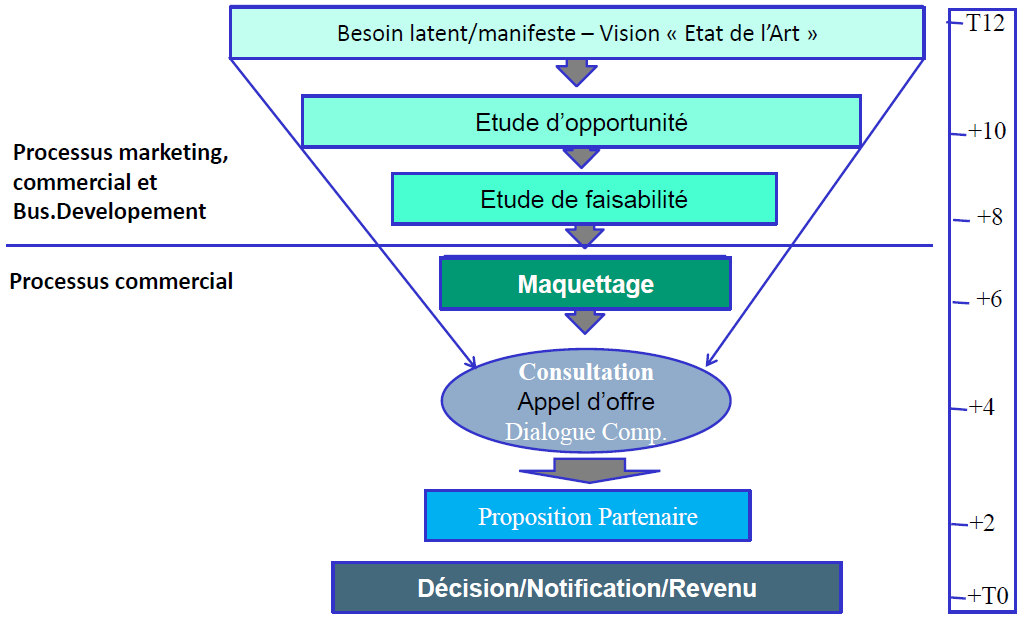 Besoin latent/manifeste – Vision « Etat de l’Art »
Etude d’opportunité
Processus marketing,
commercial et
Bus.Developement
Etude de faisabilité
Processus commercial
Maquettage
Consultation
Appel d’offre
Dialogue Comp.
Proposition Partenaire
Décision/Notification/Revenu
T12
+10
+8
+6
+4
+2
+T0